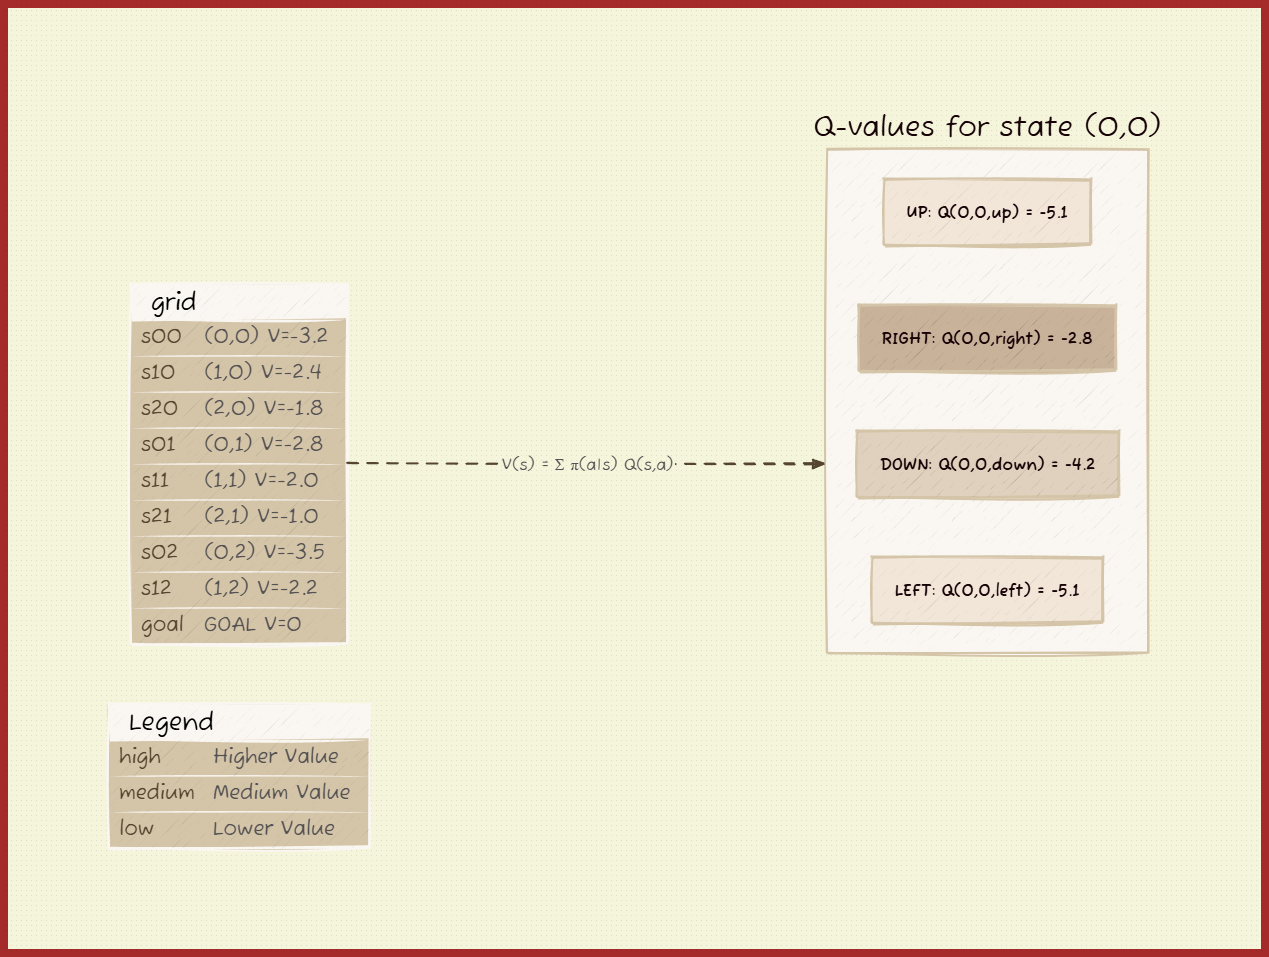 Q-values for state (0,0)
UP: Q(0,0,up) = -5.1
RIGHT: Q(0,0,right) = -2.8
DOWN: Q(0,0,down) = -4.2
LEFT: Q(0,0,left) = -5.1
grid
s00 (0,0) V=-3.2
s10 (1,0) V=-2.4
s20 (2,0) V=-1.8
s01 (0,1) V=-2.8
s11 (1,1) V=-2.0
s21 (2,1) V=-1.0
s02 (0,2) V=-3.5
s12 (1,2) V=-2.2
goal GOAL V=0
V(s) = Σ π(a|s) Q(s,a)
Legend
high Higher Value
medium Medium Value
low Lower Value